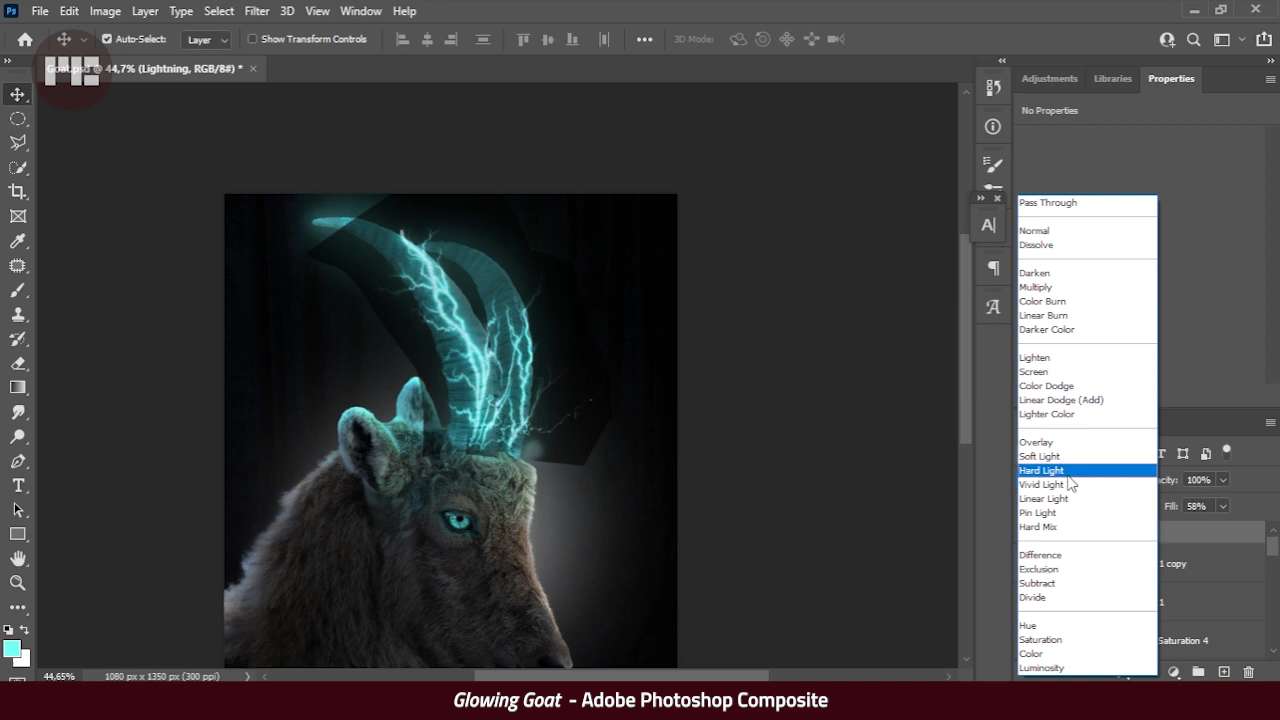 Ps File Edit Image Layer Type Select Filter 3D View Window Help
Auto-Select: Layer Show Transform Controls 3D Mode:
Goat.psd @ 44,7% (Lightning, RGB/8#) *
Adjustments Libraries Properties
No Properties
Pass Through
Normal
Dissolve
Darken
Multiply
Color Burn
Linear Burn
Darker Color
Lighten
Screen
Color Dodge
Linear Dodge (Add)
Lighter Color
Overlay
Soft Light
Hard Light
Vivid Light
Linear Light
Pin Light
Hard Mix
Difference
Exclusion
Subtract
Divide
Hue
Saturation
Color
Luminosity
acity: 100%
Fill: 58%
1 copy
1
Saturation 4
44,65% 1080 px x 1350 px (300 ppi)
Glowing Goat - Adobe Photoshop Composite